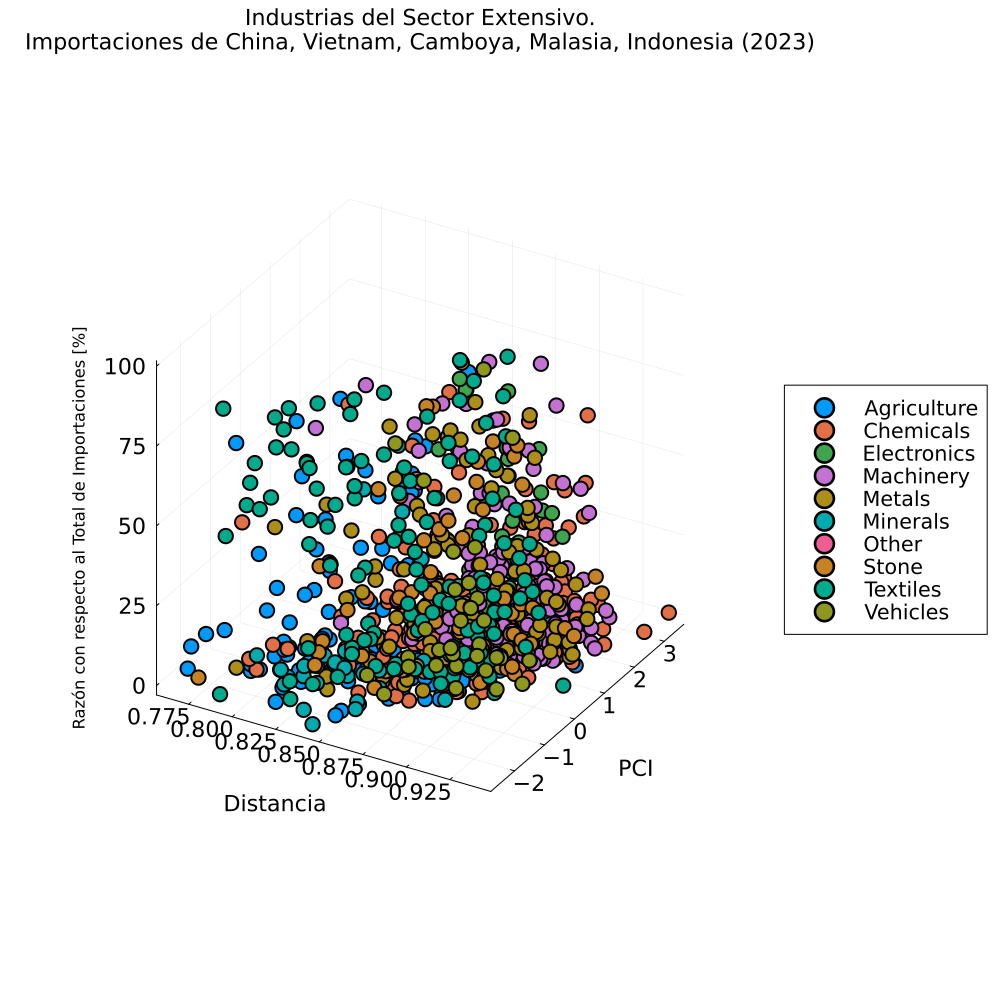 Industrias del Sector Extensivo.
Importaciones de China, Vietnam, Camboya, Malasia, Indonesia (2023)
Razón con respecto al Total de Importaciones [%]
100
75
50
25
0
0.775
0.800
0.825
0.850
0.875
0.900
0.925
Distancia
−2
−1
0
1
2
3
PCI
Agriculture
Chemicals
Electronics
Machinery
Metals
Minerals
Other
Stone
Textiles
Vehicles